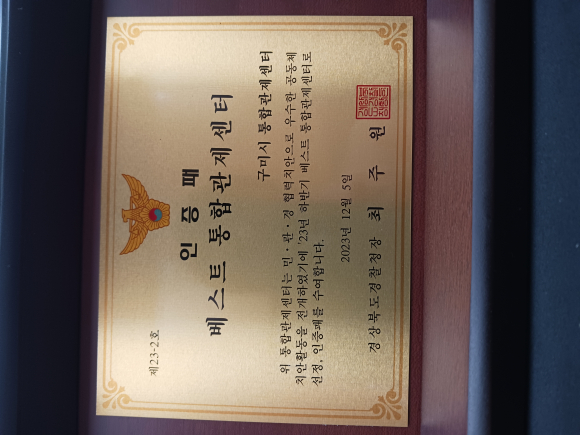 제23-2호
인 증 패
베스트 통합관제센터
구미시 통합관제센터
위 통합관제센터는 민·관·경 협력치안으로 우수한 공동체
치안활동을 전개하였기에 '23년 하반기 베스트 통합관제센터로
선정, 인증패를 수여합니다.
2023년 12월 5일
경상북도경찰청장 최 주 원